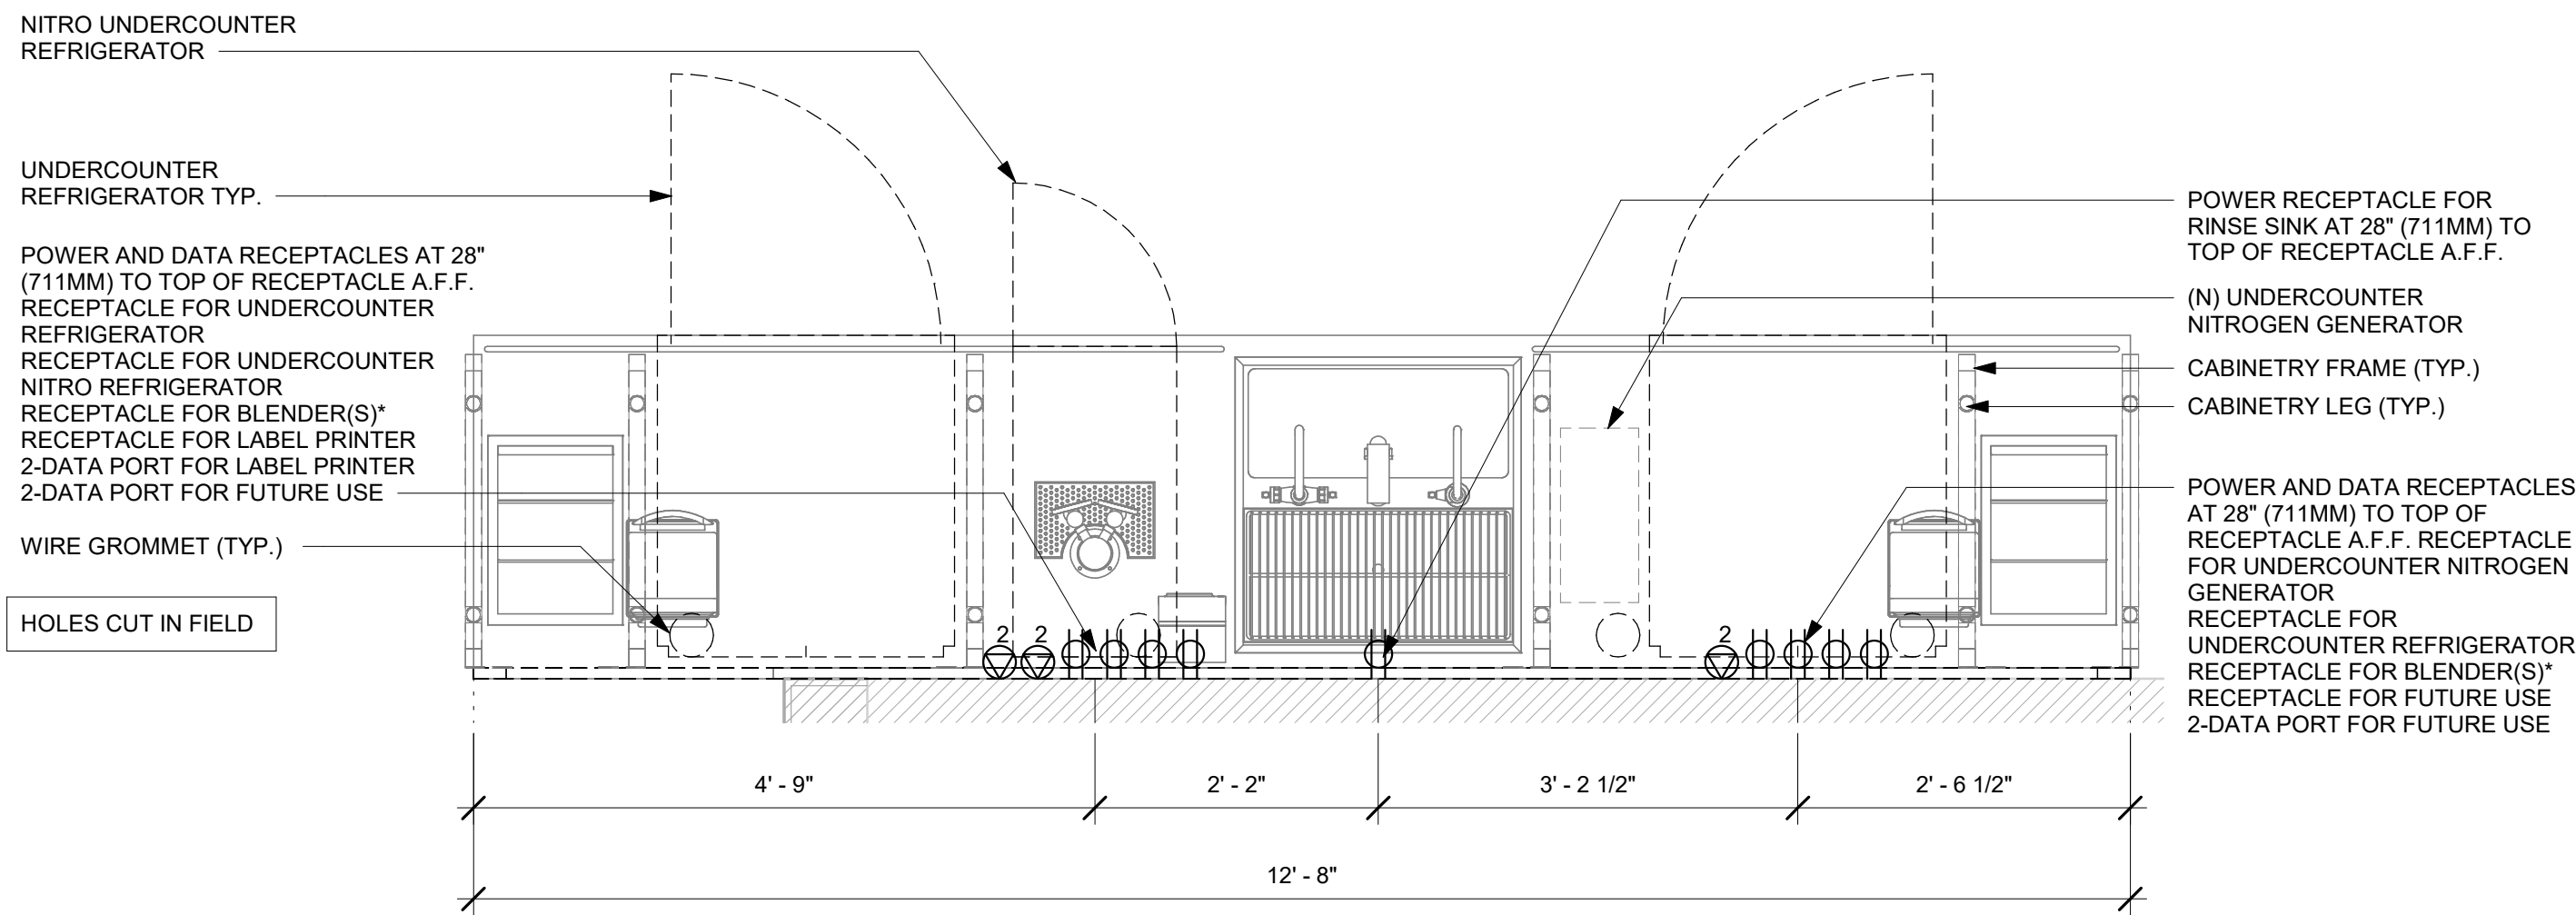 NITRO UNDERCOUNTER
REFRIGERATOR
UNDERCOUNTER
REFRIGERATOR TYP.
POWER AND DATA RECEPTACLES AT 28"
(711MM) TO TOP OF RECEPTACLE A.F.F.
RECEPTACLE FOR UNDERCOUNTER
REFRIGERATOR
RECEPTACLE FOR UNDERCOUNTER
NITRO REFRIGERATOR
RECEPTACLE FOR BLENDER(S)*
RECEPTACLE FOR LABEL PRINTER
2-DATA PORT FOR LABEL PRINTER
2-DATA PORT FOR FUTURE USE
WIRE GROMMET (TYP.)
HOLES CUT IN FIELD
2 2
2
POWER RECEPTACLE FOR
RINSE SINK AT 28" (711MM) TO
TOP OF RECEPTACLE A.F.F.
(N) UNDERCOUNTER
NITROGEN GENERATOR
CABINETRY FRAME (TYP.)
CABINETRY LEG (TYP.)
POWER AND DATA RECEPTACLES
AT 28" (711MM) TO TOP OF
RECEPTACLE A.F.F. RECEPTACLE
FOR UNDERCOUNTER NITROGEN
GENERATOR
RECEPTACLE FOR
UNDERCOUNTER REFRIGERATOR
RECEPTACLE FOR BLENDER(S)*
RECEPTACLE FOR FUTURE USE
2-DATA PORT FOR FUTURE USE
4' - 9" 2' - 2" 3' - 2 1/2" 2' - 6 1/2"
12' - 8"